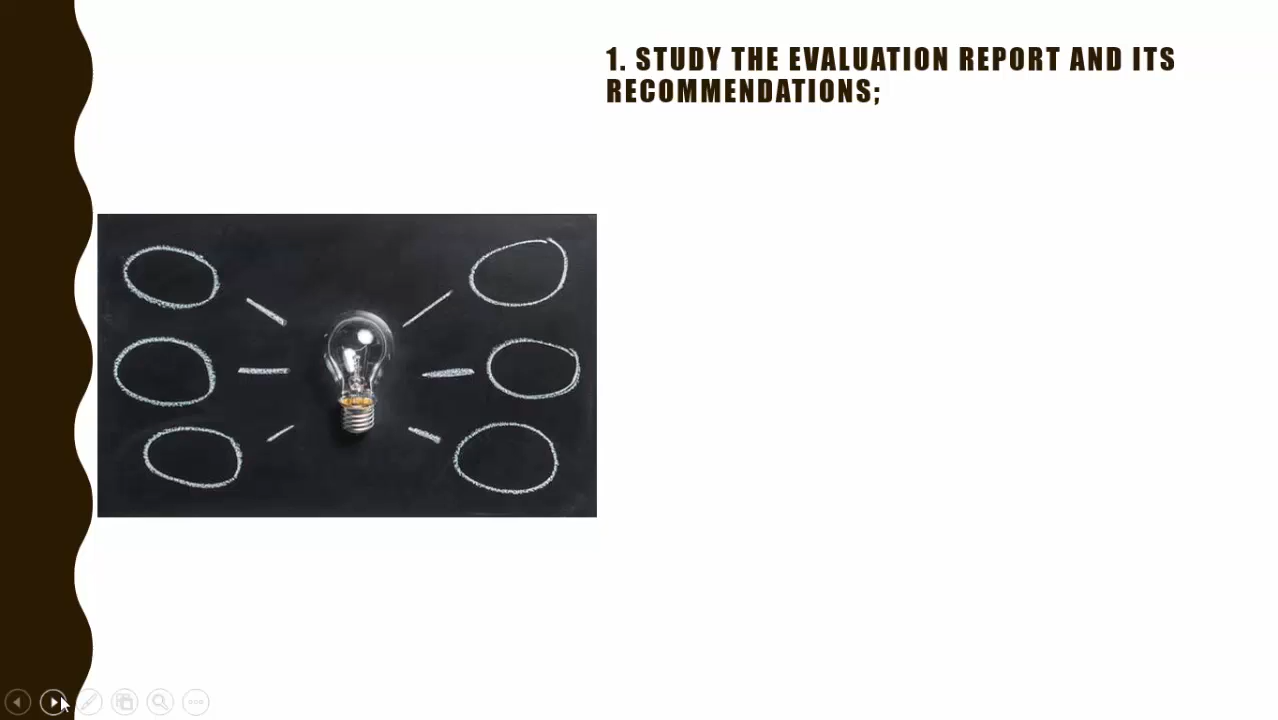 1. STUDY THE EVALUATION REPORT AND ITS
RECOMMENDATIONS;